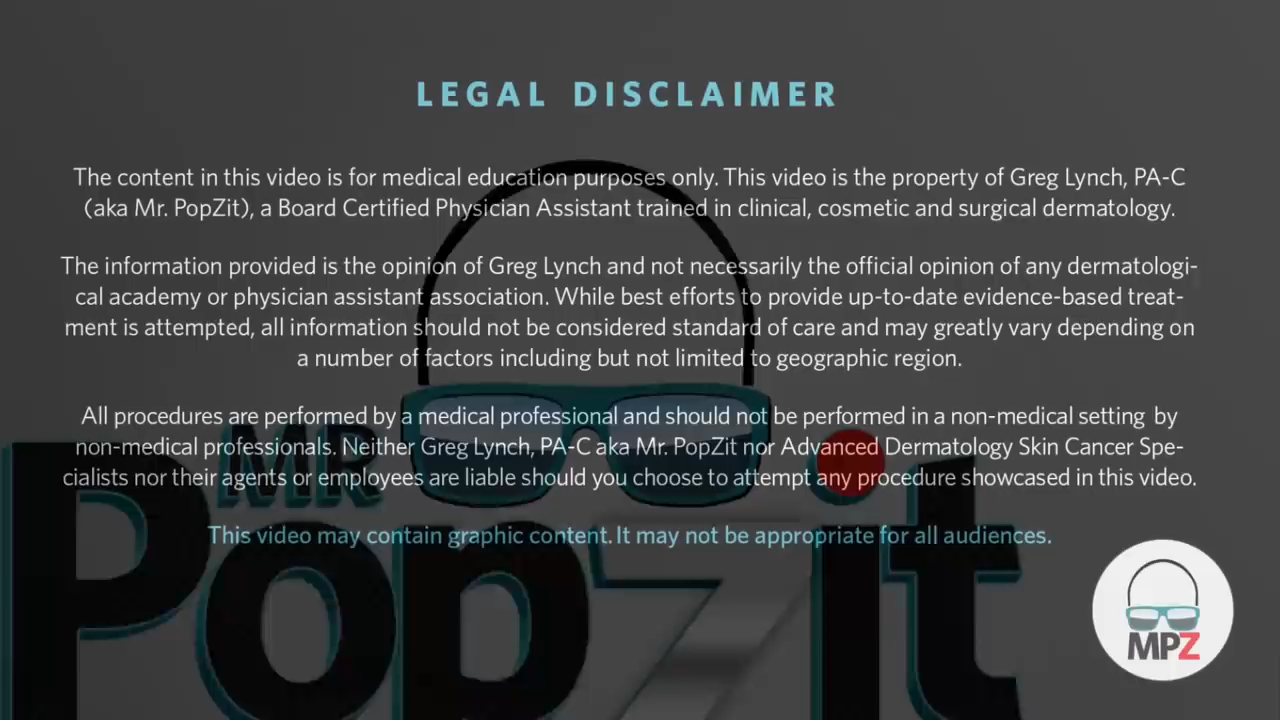 LEGAL DISCLAIMER
The content in this video is for medical education purposes only. This video is the property of Greg Lynch, PA-C
(aka Mr. PopZit), a Board Certified Physician Assistant trained in clinical, cosmetic and surgical dermatology.
The information provided is the opinion of Greg Lynch and not necessarily the official opinion of any dermatologi-
cal academy or physician assistant association. While best efforts to provide up-to-date evidence-based treat-
ment is attempted, all information should not be considered standard of care and may greatly vary depending on
a number of factors including but not limited to geographic region.
All procedures are performed by a medical professional and should not be performed in a non-medical setting by
non-medical professionals. Neither Greg Lynch, PA-C aka Mr. PopZit nor Advanced Dermatology Skin Cancer Spe-
cialists nor their agents or employees are liable should you choose to attempt any procedure showcased in this video.
This video may contain graphic content. It may not be appropriate for all audiences.
MR
PopZit
MPZ